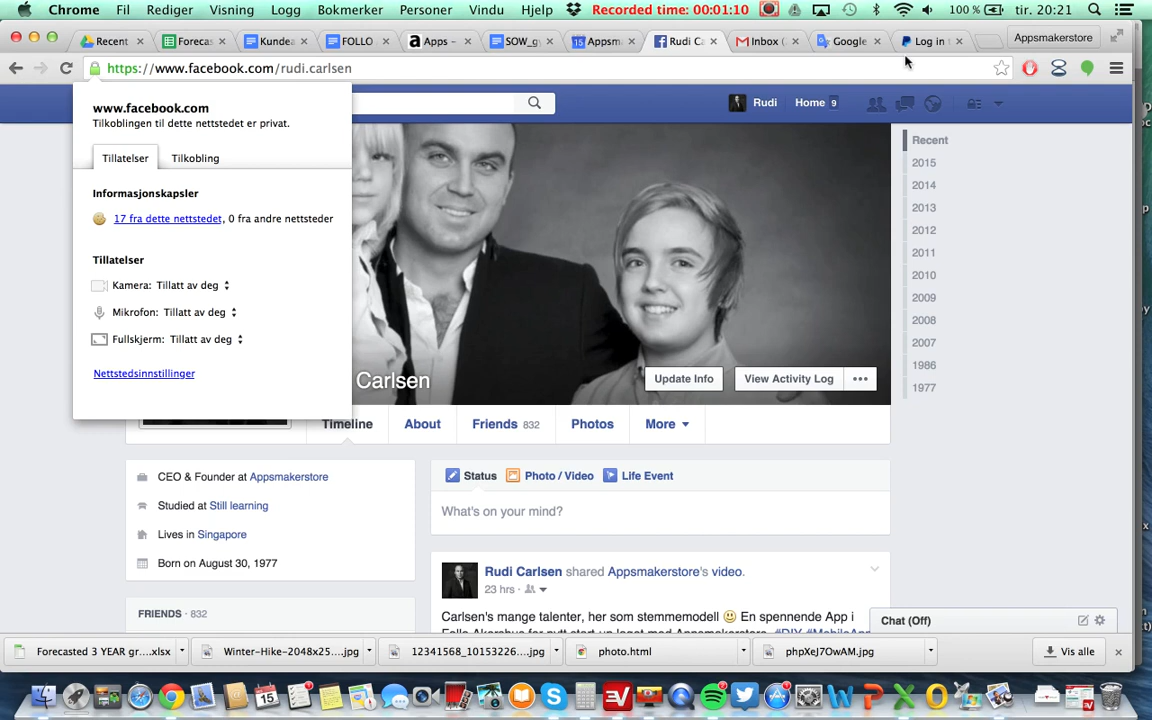 Chrome Fil Rediger Visning Logg Bokmerker Personer Vindu Hjelp Recorded time: 00:01:10 100 % tir. 20:21
Recent Forecas Kundea FOLLO Apps – SOW_g Appsm Rudi C Inbox ( Google Log in t Appsmakerstore
https://www.facebook.com/rudi.carlsen
www.facebook.com
Tilkoblingen til dette nettstedet er privat.
Rudi Home 9
Tillatelser Tilkobling
Informasjonskapsler
17 fra dette nettstedet, 0 fra andre nettsteder
Tillatelser
Kamera: Tillatt av deg
Mikrofon: Tillatt av deg
Fullskjerm: Tillatt av deg
Nettstedsinnstillinger
Recent
2015
2014
2013
2012
2011
2010
2009
2008
2007
1986
1977
Carlsen
Update Info View Activity Log
Timeline About Friends 832 Photos More
CEO & Founder at Appsmakerstore
Studied at Still learning
Lives in Singapore
Born on August 30, 1977
FRIENDS · 832
Status Photo / Video Life Event
What's on your mind?
Rudi Carlsen shared Appsmakerstore's video.
23 hrs ·
Carlsen's mange talenter, her som stemmemodell En spennende App i
Chat (Off)
Forecasted 3 YEAR gr....xlsx Winter-Hike-2048x25....jpg 12341568_10153226....jpg photo.html phpXeJ7OwAM.jpg Vis alle